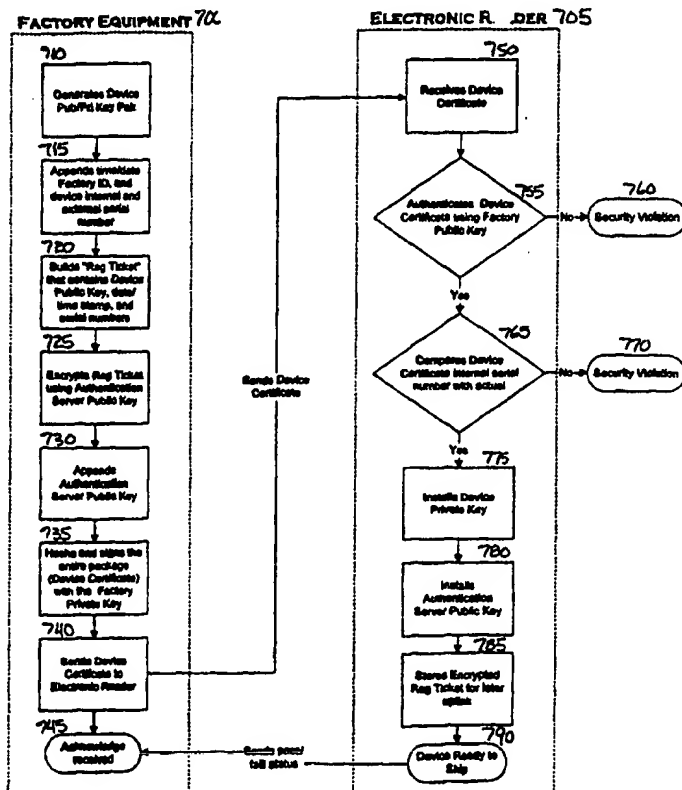 FACTORY EQUIPMENT
710
Generates Device
Pub/Pri Key Pair
715
Appends time/date
Factory ID, and
device internal and
external serial
number
720
Builds "Reg Ticket"
that contains Device
Public Key, date/
time stamp, and
serial numbers
725
Encrypts Reg Ticket
using Authentication
Server Public Key
730
Appends
Authentication
Server Public Key
735
Hashes and signs the
entire package
(Device Certificate)
with the Factory
Private Key
740
Sends Device
Certificate to
Electronic Reader
745
Acknowledge
received
Sends Device
Certificate
Sends pass/
fail status
ELECTRONIC R DER 705
750
Receives Device
Certificate
755
Authenticates Device
Certificate using Factory
Public Key
No
760
Security Violation
Yes
765
Compares Device
Certificate internal serial
number with actual
No
770
Security Violation
Yes
775
Installs Device
Private Key
780
Installs
Authentication
Server Public Key
785
Stores Encrypted
Reg Ticket for later
uplink
790
Device Ready to
Ship